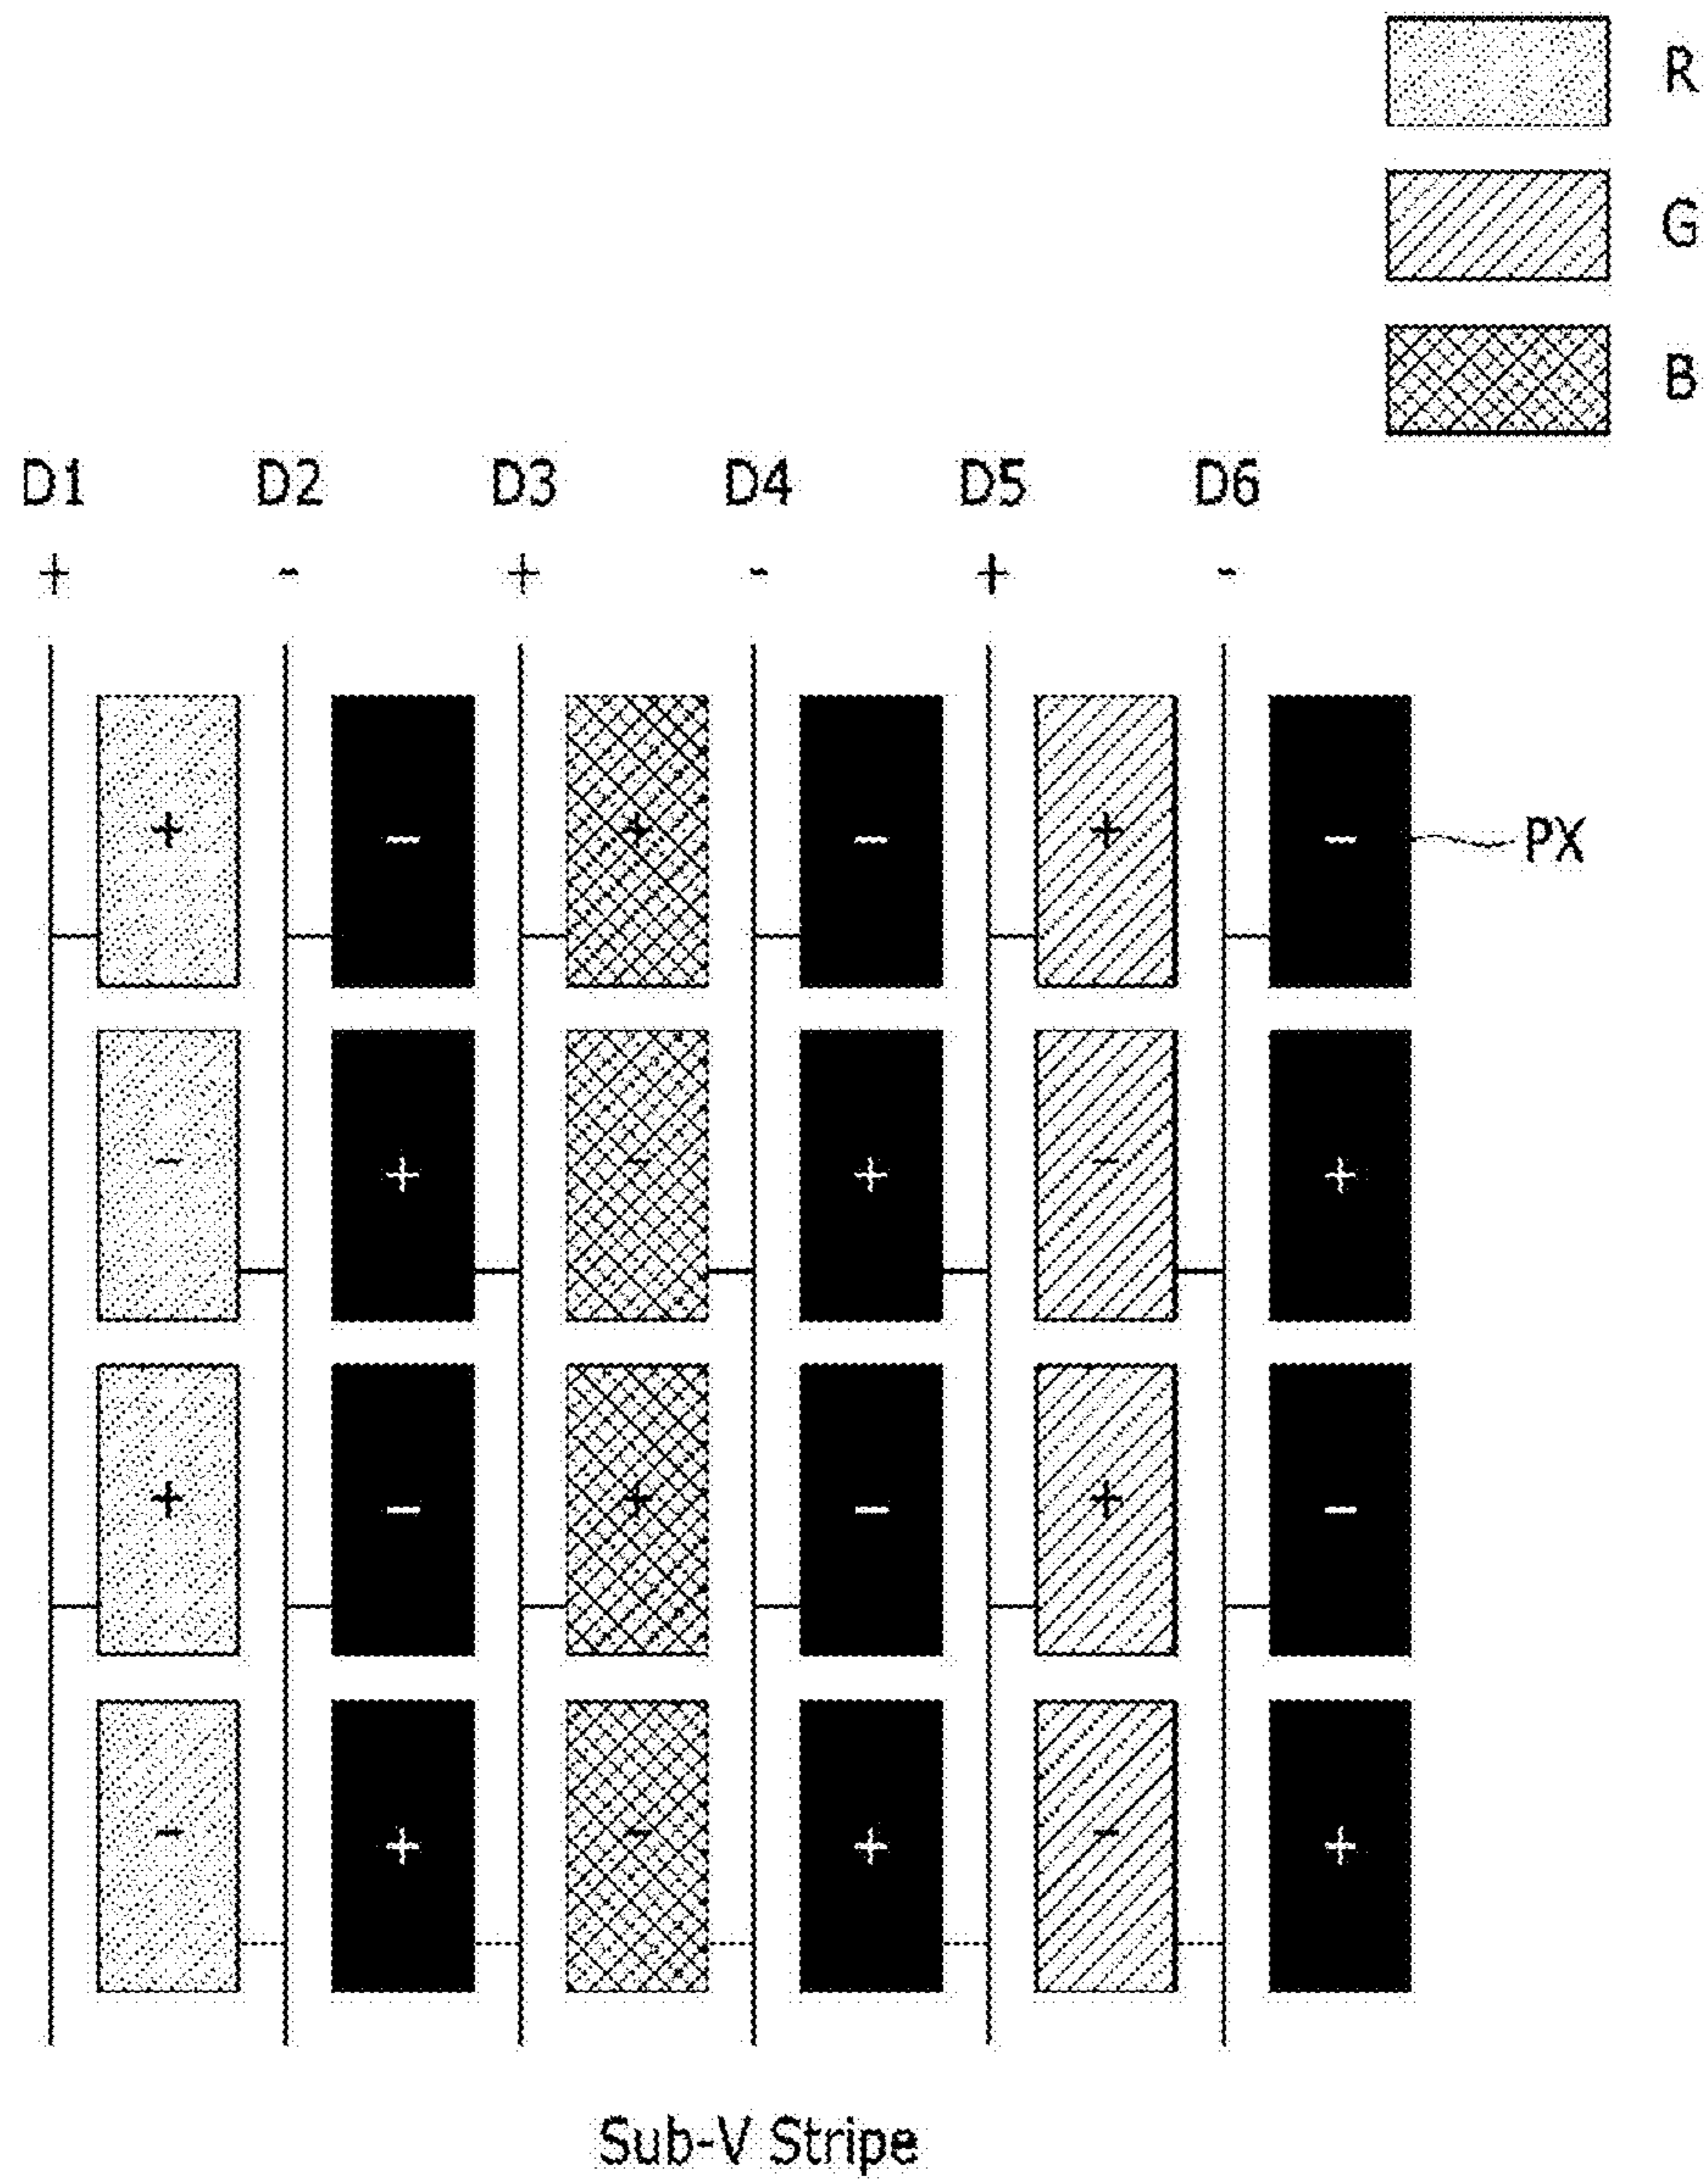 R
G
B
D1 D2 D3 D4 D5 D6
+ - + - + -
+ − + − + − PX
− + − + − +
+ − + − + −
− + − + − +
Sub-V Stripe